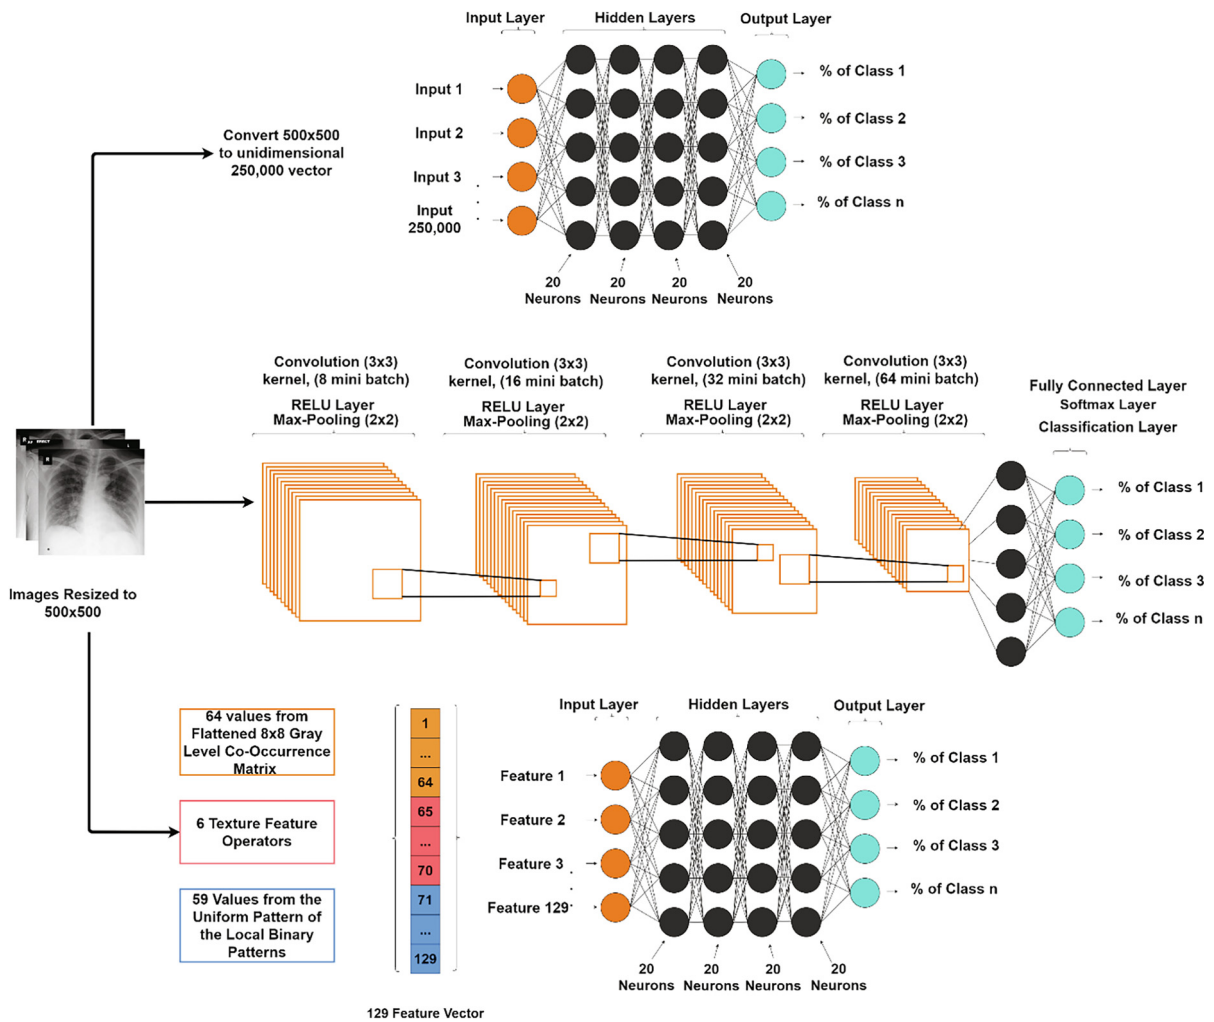 Input Layer
Hidden Layers
Output Layer
Input 1
Input 2
Input 3
Input
250,000
% of Class 1
% of Class 2
% of Class 3
% of Class n
Convert 500x500
to unidimensional
250,000 vector
20
Neurons
20
Neurons
20
Neurons
20
Neurons
Convolution (3x3)
kernel, (8 mini batch)
RELU Layer
Max-Pooling (2x2)
Convolution (3x3)
kernel, (16 mini batch)
RELU Layer
Max-Pooling (2x2)
Convolution (3x3)
kernel, (32 mini batch)
RELU Layer
Max-Pooling (2x2)
Convolution (3x3)
kernel, (64 mini batch)
RELU Layer
Max-Pooling (2x2)
Fully Connected Layer
Softmax Layer
Classification Layer
% of Class 1
% of Class 2
% of Class 3
% of Class n
Images Resized to
500x500
64 values from
Flattened 8x8 Gray
Level Co-Occurrence
Matrix
6 Texture Feature
Operators
59 Values from the
Uniform Pattern of
the Local Binary
Patterns
1
...
64
65
...
70
71
...
129
129 Feature Vector
Input Layer
Hidden Layers
Output Layer
Feature 1
Feature 2
Feature 3
Feature 129
% of Class 1
% of Class 2
% of Class 3
% of Class n
20
Neurons
20
Neurons
20
Neurons
20
Neurons